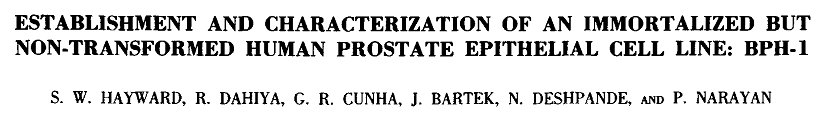 ESTABLISHMENT AND CHARACTERIZATION OF AN IMMORTALIZED BUT
NON-TRANSFORMED HUMAN PROSTATE EPITHELIAL CELL LINE: BPH-1
S. W. HAYWARD, R. DAHIYA, G. R. CUNHA, J. BARTEK, N. DESHPANDE, AND P. NARAYAN